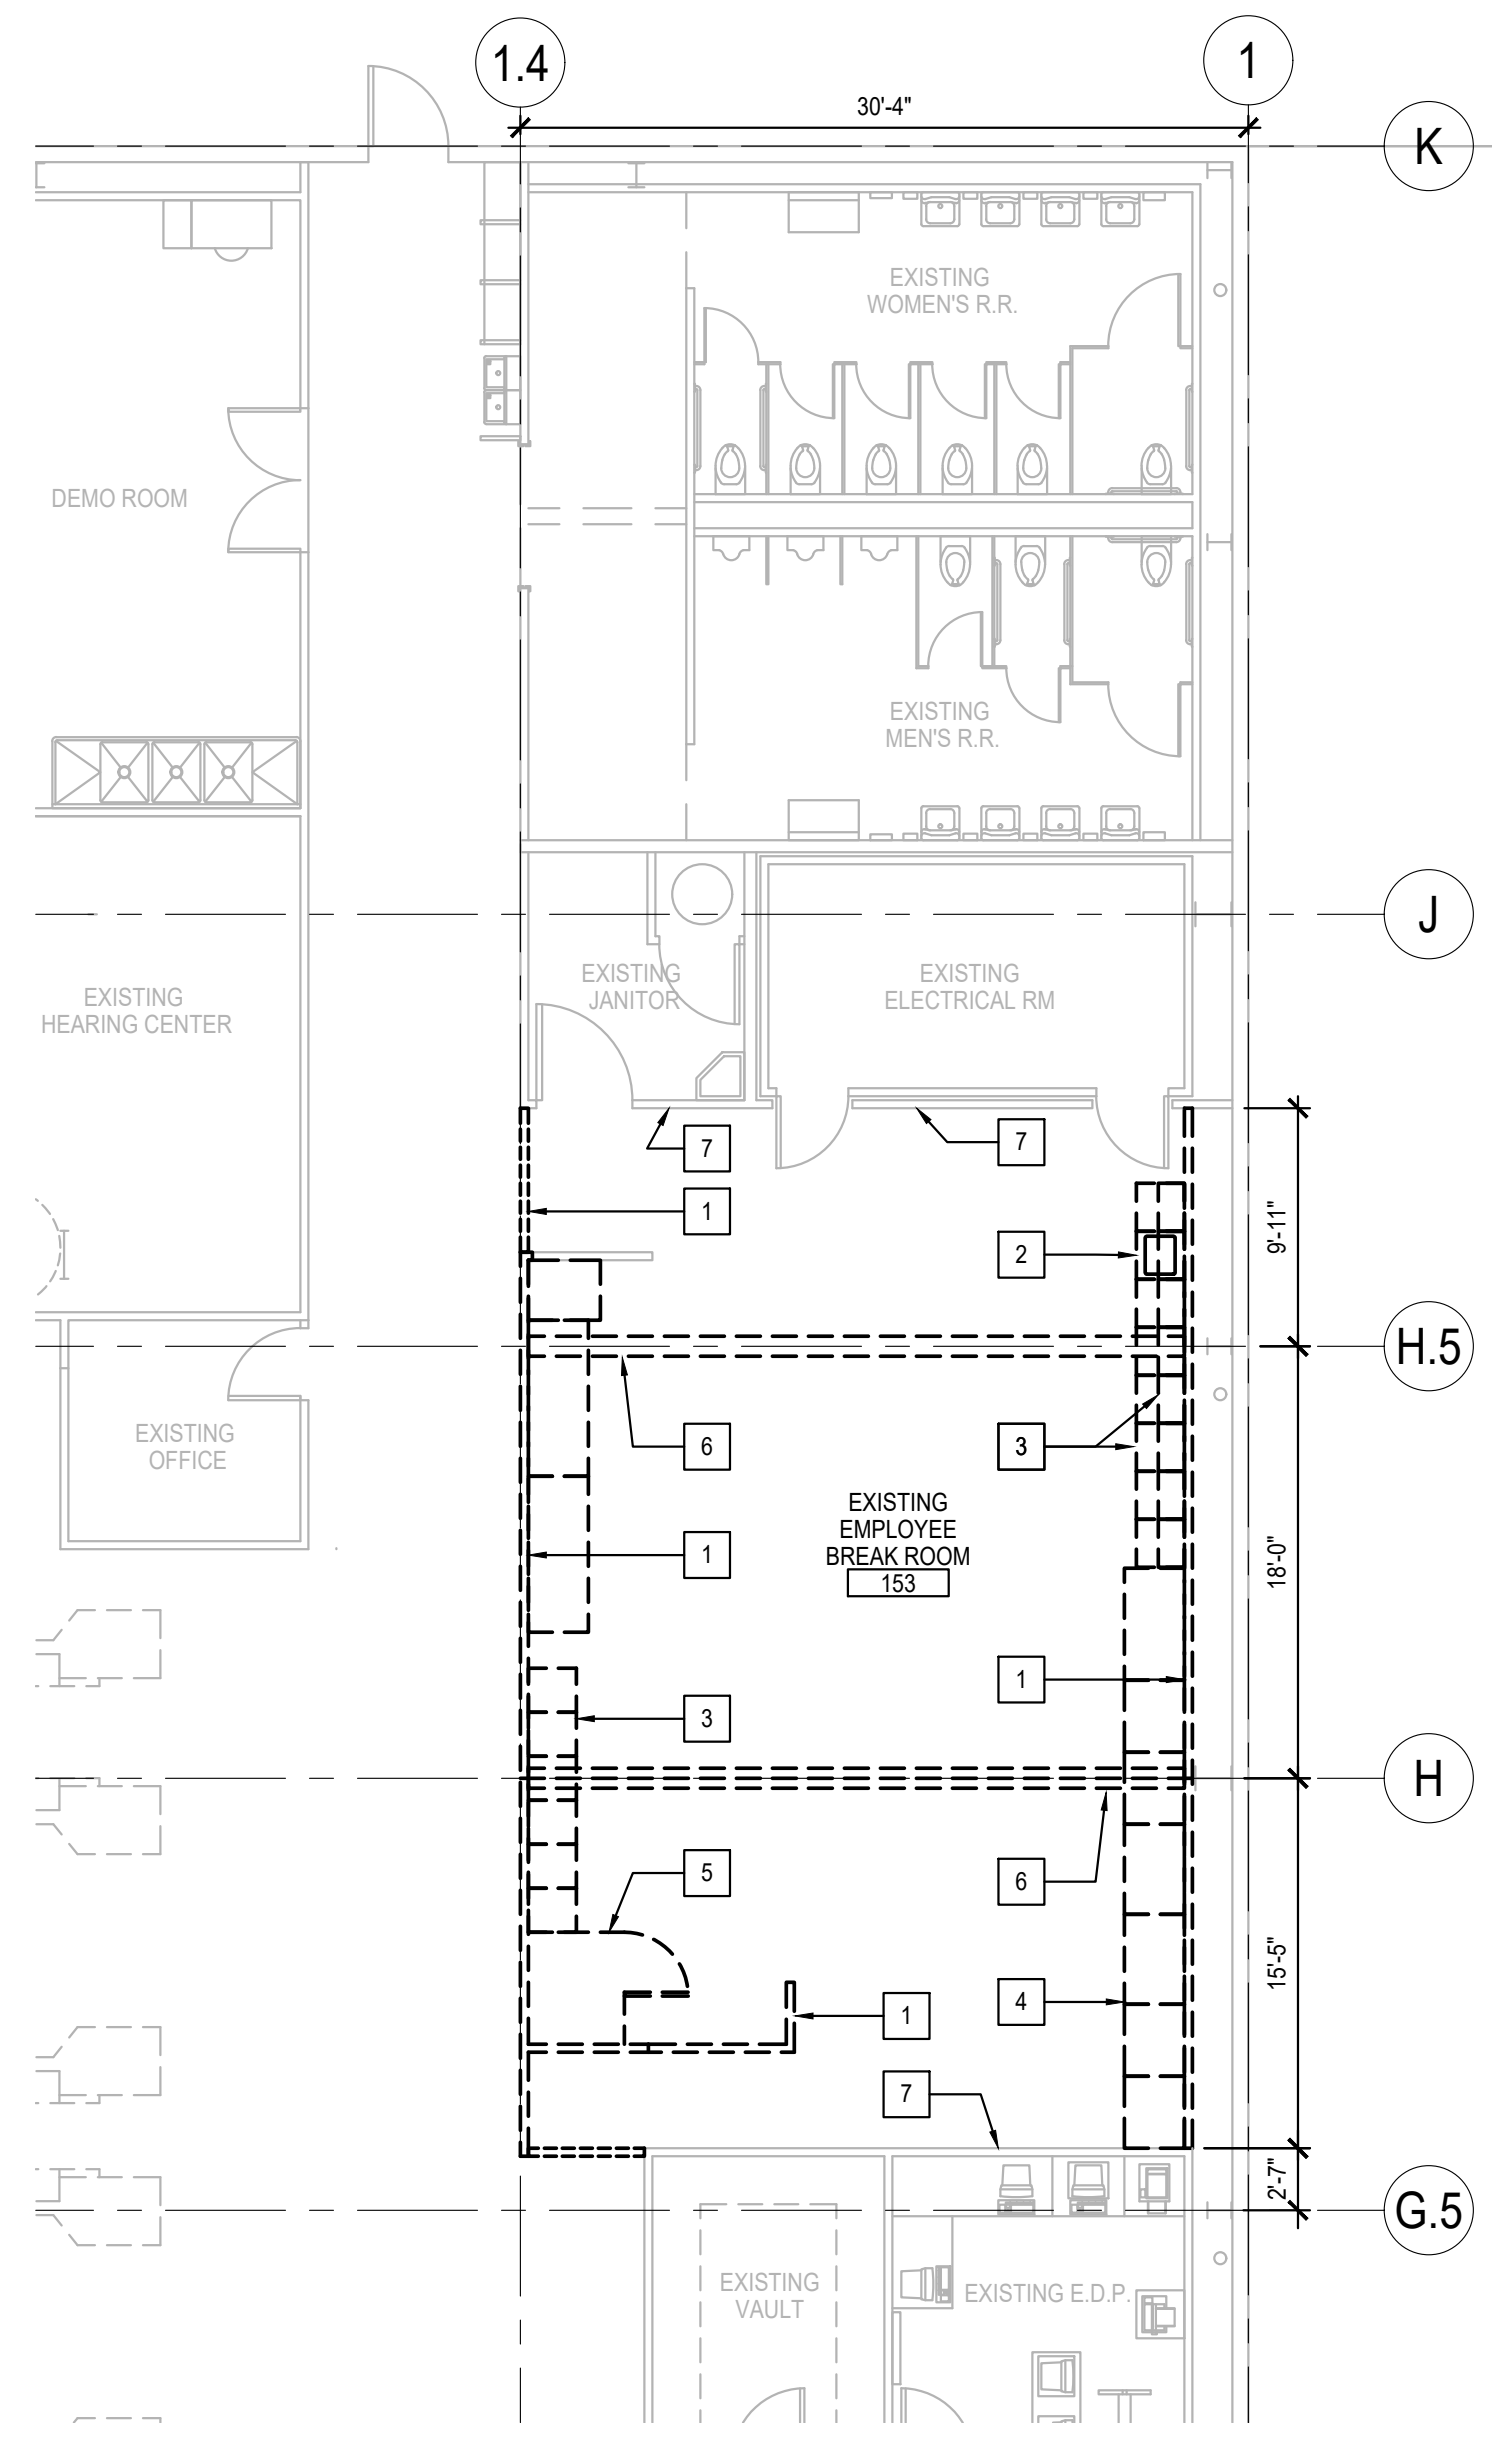 1.4
1
30'-4"
K
EXISTING
WOMEN'S R.R.
DEMO ROOM
EXISTING
MEN'S R.R.
J
EXISTING
JANITOR
EXISTING
ELECTRICAL RM
EXISTING
HEARING CENTER
7
7
1
2
9'-11"
H.5
EXISTING
OFFICE
6
3
EXISTING
EMPLOYEE
BREAK ROOM
153
1
18'-0"
1
3
H
5
6
1
4
15'-5"
7
2'-7"
G.5
EXISTING
VAULT
EXISTING E.D.P.